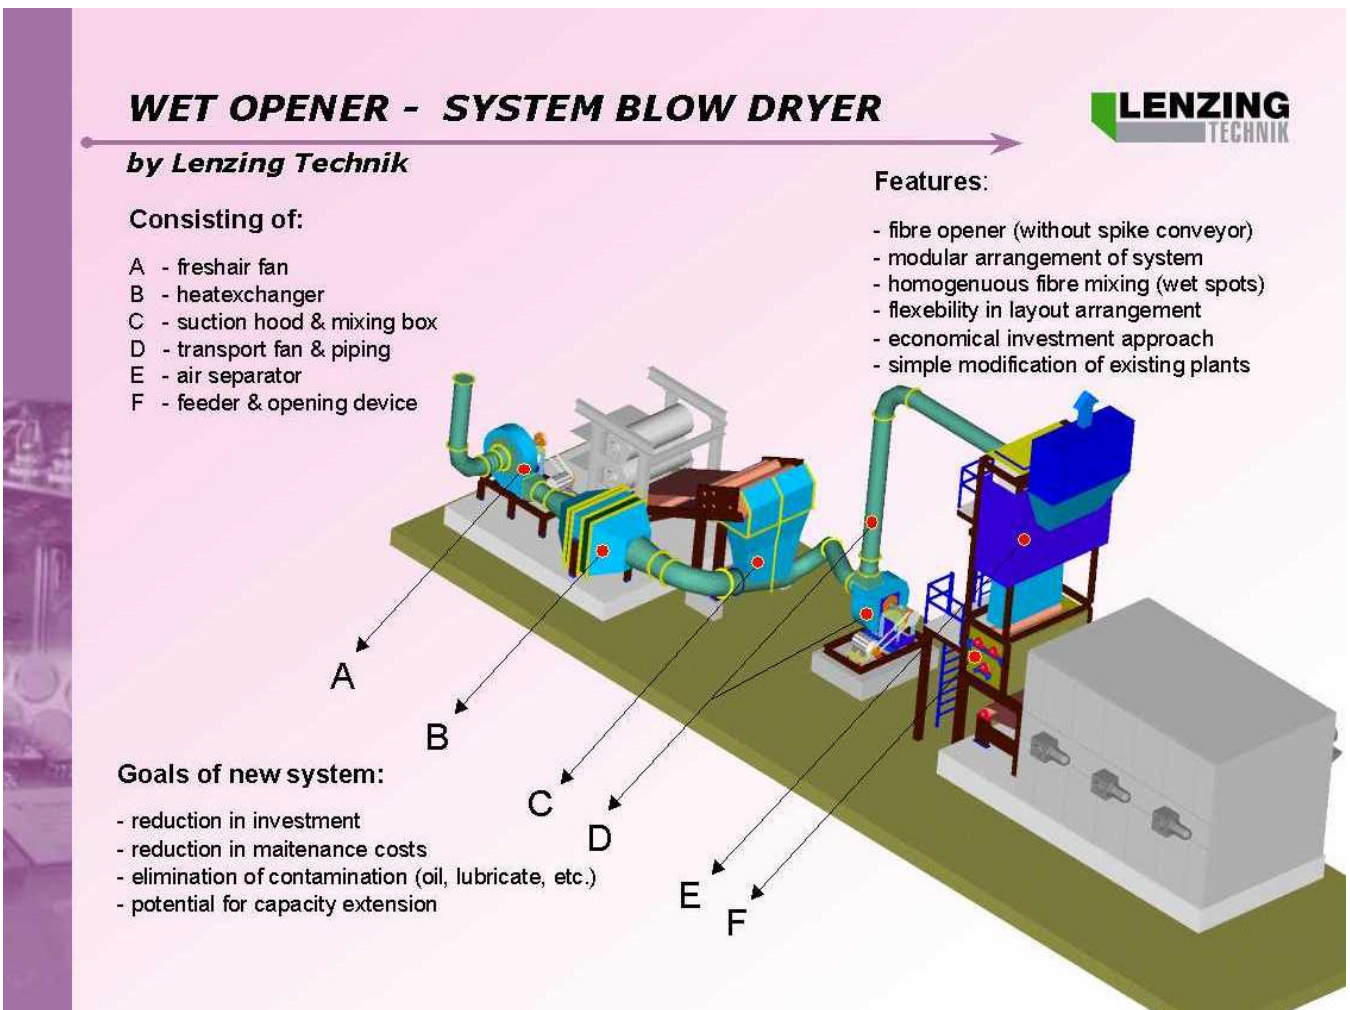 WET OPENER - SYSTEM BLOW DRYER
LENZING
TECHNIK
by Lenzing Technik
Consisting of:
A - freshair fan
B - heatexchanger
C - suction hood & mixing box
D - transport fan & piping
E - air separator
F - feeder & opening device
Features:
- fibre opener (without spike conveyor)
- modular arrangement of system
- homogenuous fibre mixing (wet spots)
- flexebility in layout arrangement
- economical investment approach
- simple modification of existing plants
A
B
C
D
E
F
Goals of new system:
- reduction in investment
- reduction in maitenance costs
- elimination of contamination (oil, lubricate, etc.)
- potential for capacity extension